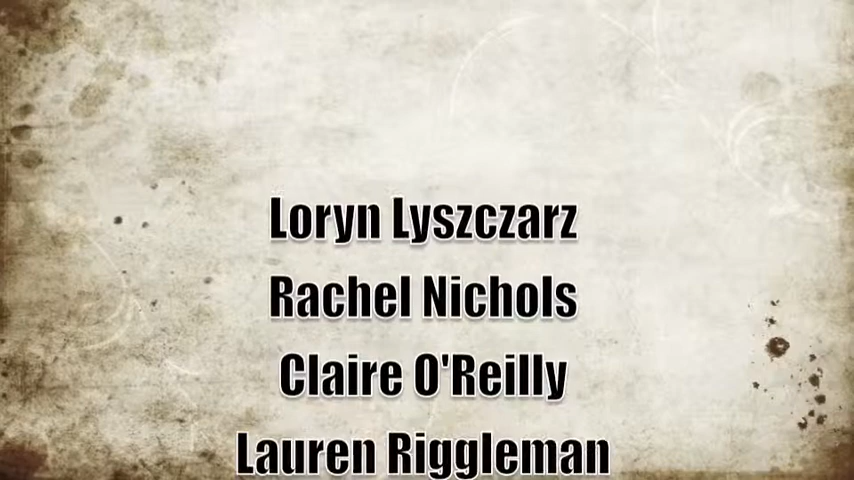 Loryn Lyszczarz
Rachel Nichols
Claire O'Reilly
Lauren Riggleman